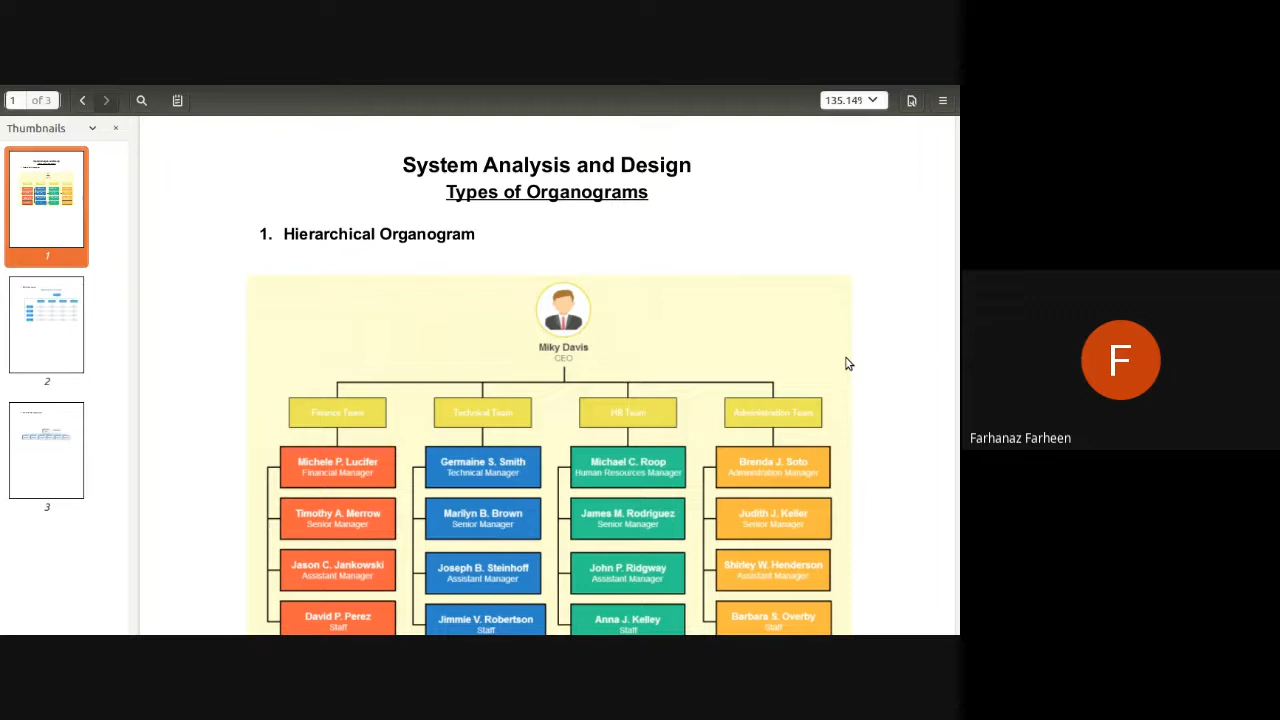 1 of 3
135.14%
Thumbnails
System Analysis and Design
Types of Organograms
1. Hierarchical Organogram
Miky Davis
CEO
Finance Team Technical Team HR Team Administration Team
Michele P. Lucifer Germaine S. Smith Michael C. Roop Brenda J. Soto
Financial Manager Technical Manager Human Resources Manager Administration Manager
Timothy A. Merrow Marilyn B. Brown James M. Rodriguez Judith J. Keller
Senior Manager Senior Manager Senior Manager Senior Manager
Jason C. Jankowski Joseph B. Steinhoff John P. Ridgway Shirley W. Henderson
Assistant Manager Assistant Manager Assistant Manager Assistant Manager
David P. Perez Jimmie V. Robertson Anna J. Kelley Barbara S. Overby
Staff Staff Staff Staff
1
2
3
F
Farhanaz Farheen